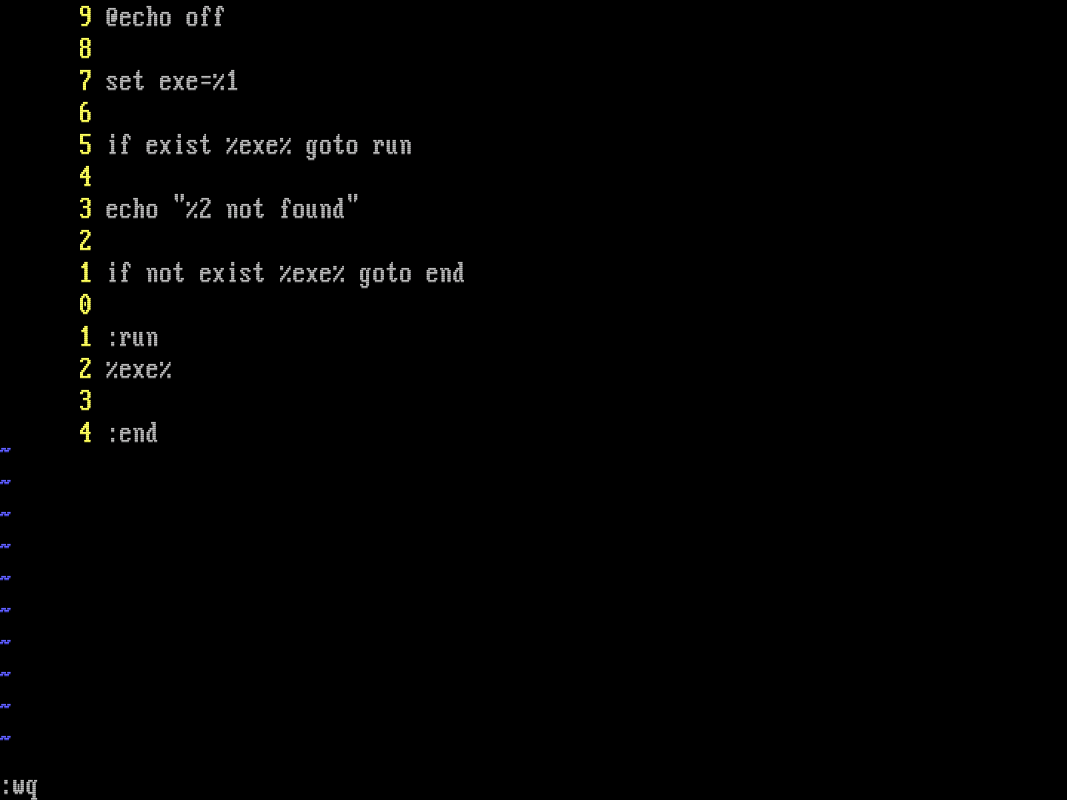 9 @echo off
8
7 set exe=%1
6
5 if exist %exe% goto run
4
3 echo "%2 not found"
2
1 if not exist %exe% goto end
0
1 :run
2 %exe%
3
4 :end
~
~
~
~
~
~
~
~
~
~
:wq